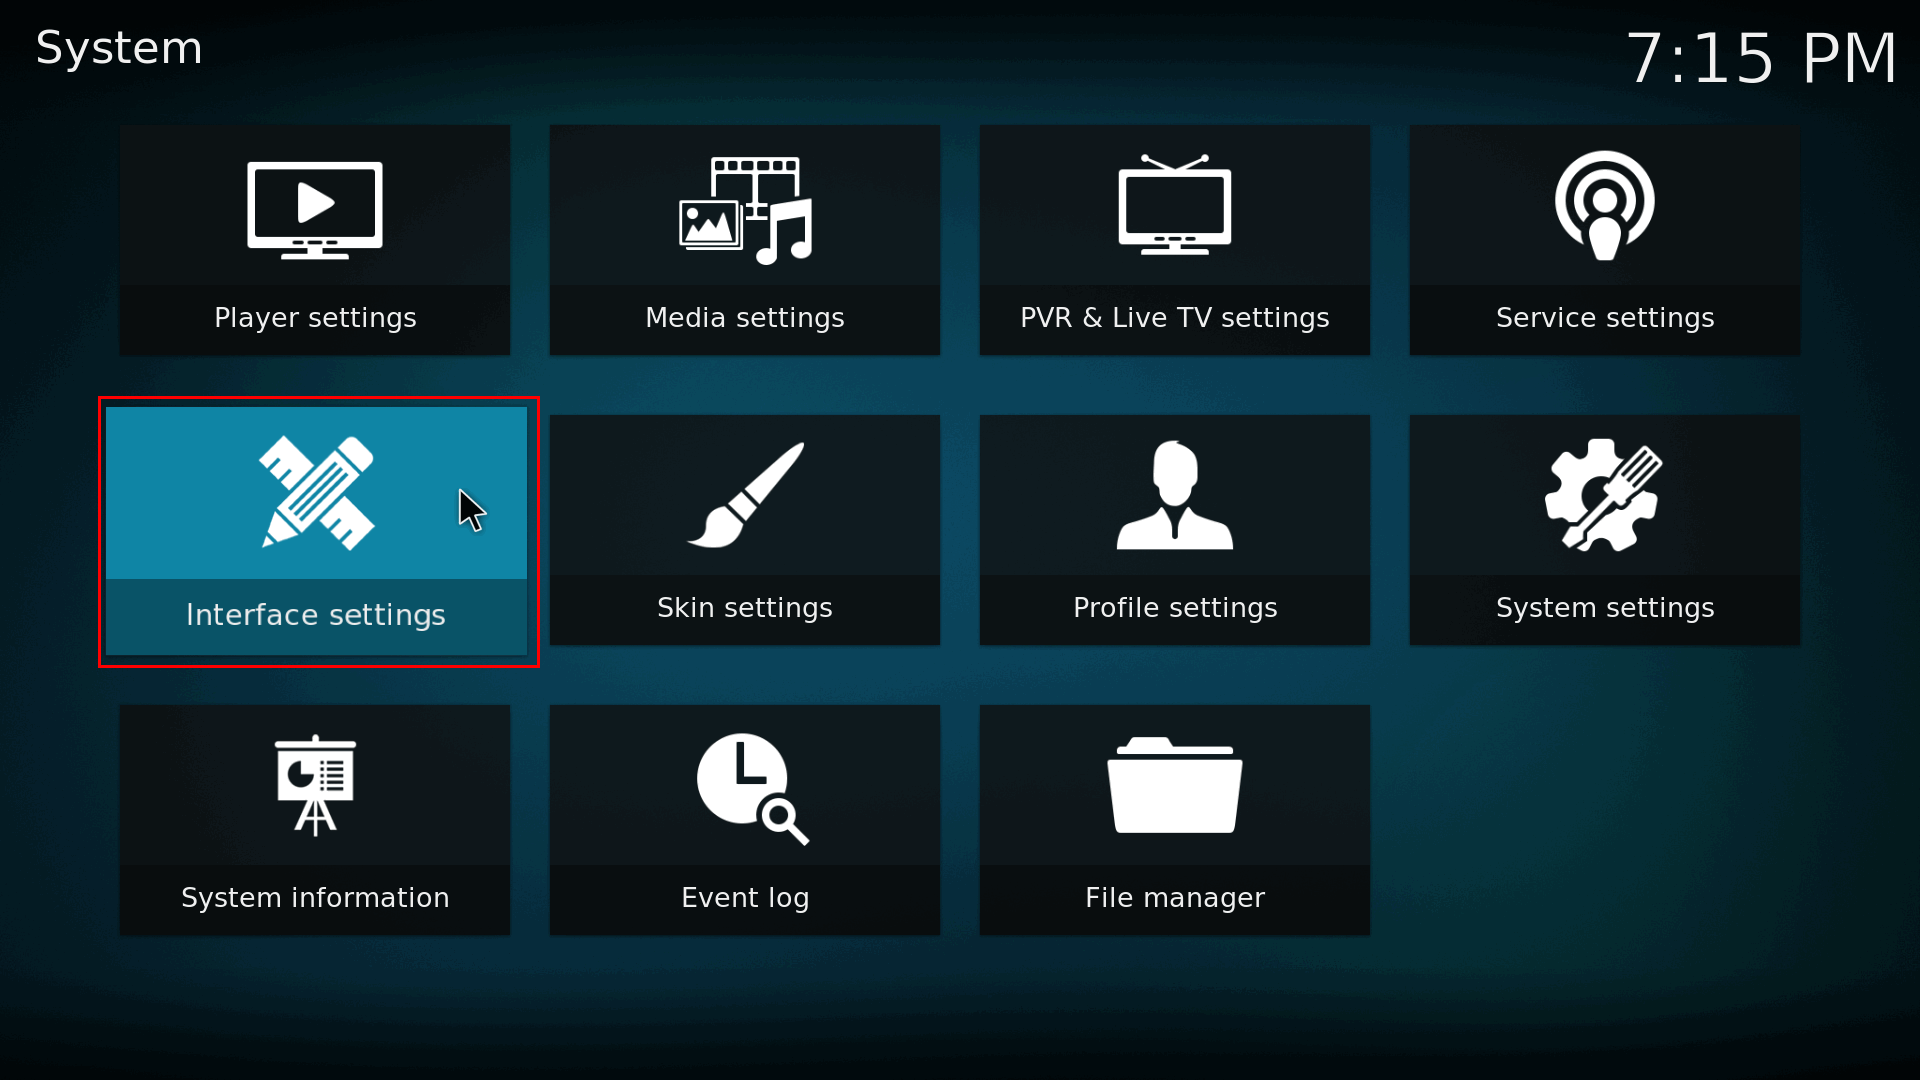 System
7:15 PM
Player settings
Media settings
PVR & Live TV settings
Service settings
Interface settings
Skin settings
Profile settings
System settings
System information
Event log
File manager